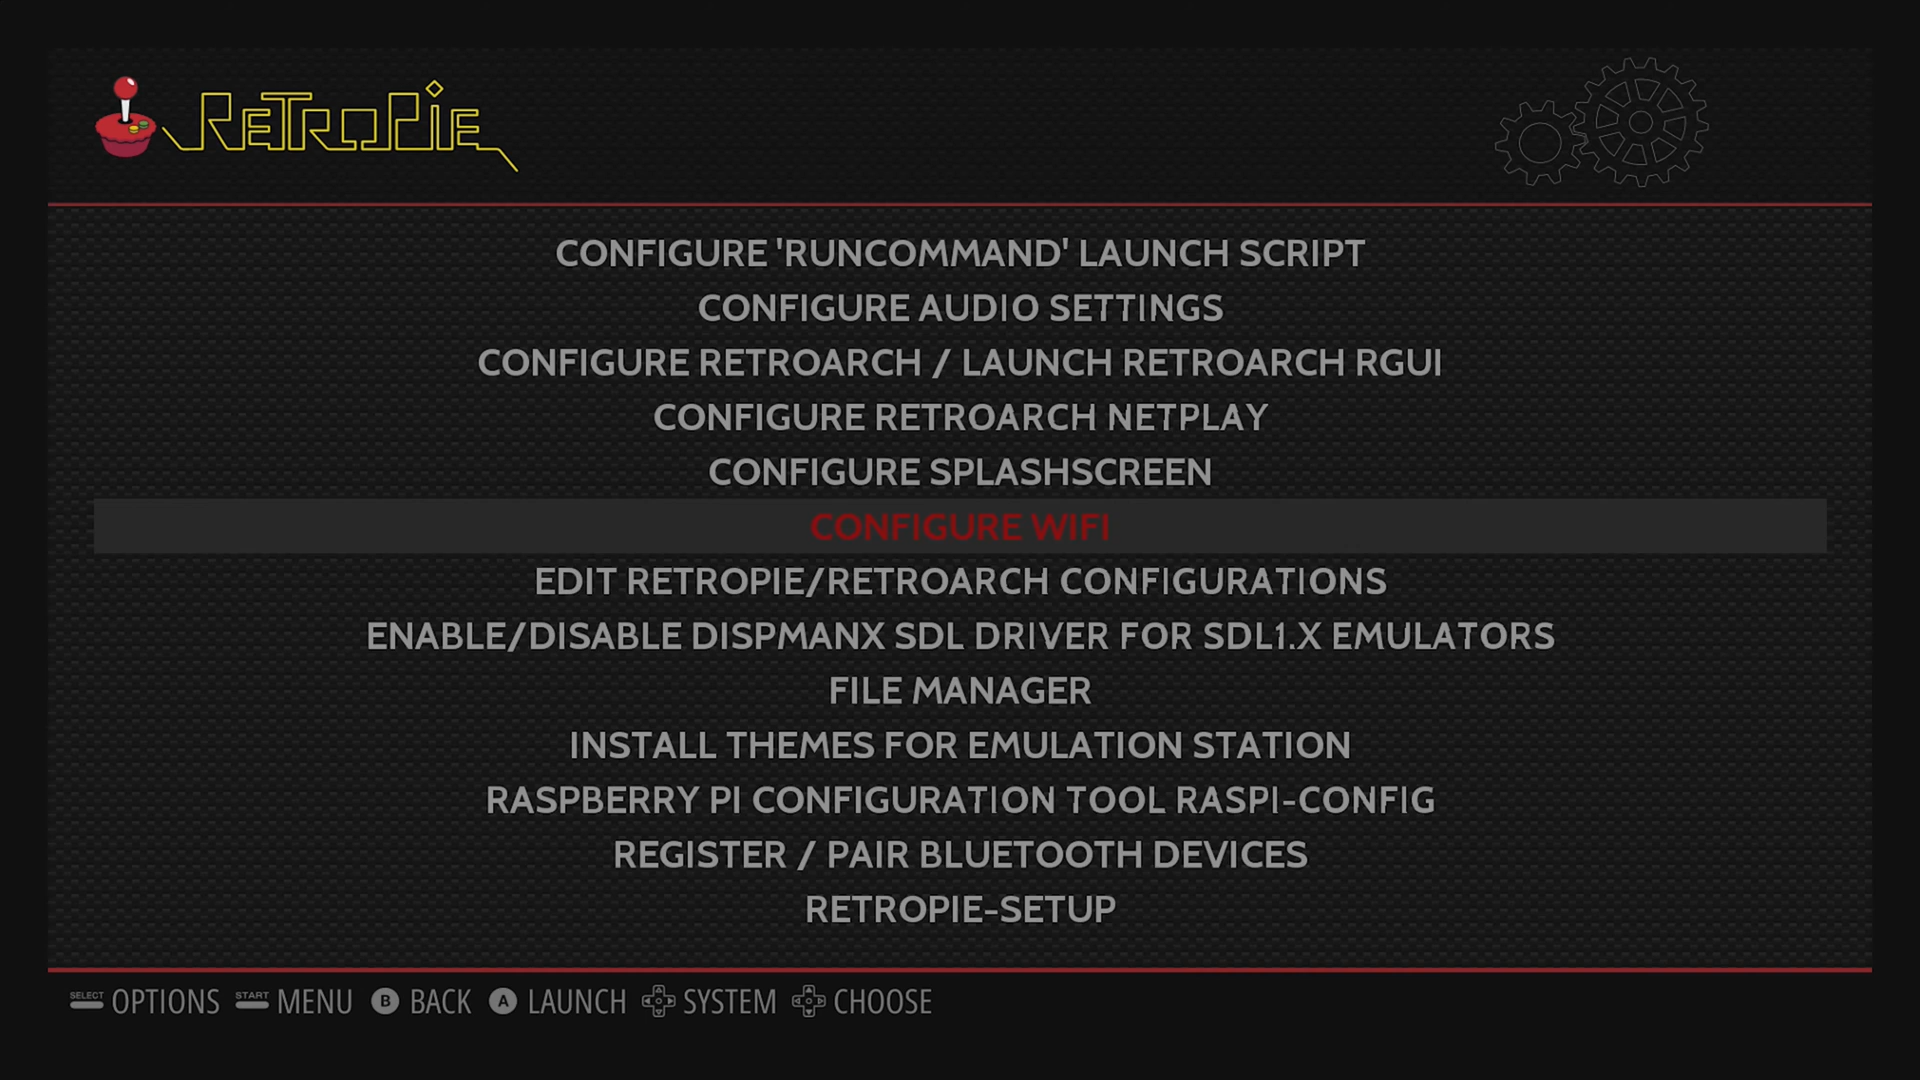 RETROPIE
CONFIGURE 'RUNCOMMAND' LAUNCH SCRIPT
CONFIGURE AUDIO SETTINGS
CONFIGURE RETROARCH / LAUNCH RETROARCH RGUI
CONFIGURE RETROARCH NETPLAY
CONFIGURE SPLASHSCREEN
CONFIGURE WIFI
EDIT RETROPIE/RETROARCH CONFIGURATIONS
ENABLE/DISABLE DISPMANX SDL DRIVER FOR SDL1.X EMULATORS
FILE MANAGER
INSTALL THEMES FOR EMULATION STATION
RASPBERRY PI CONFIGURATION TOOL RASPI-CONFIG
REGISTER / PAIR BLUETOOTH DEVICES
RETROPIE-SETUP
SELECT OPTIONS START MENU B BACK A LAUNCH SYSTEM CHOOSE